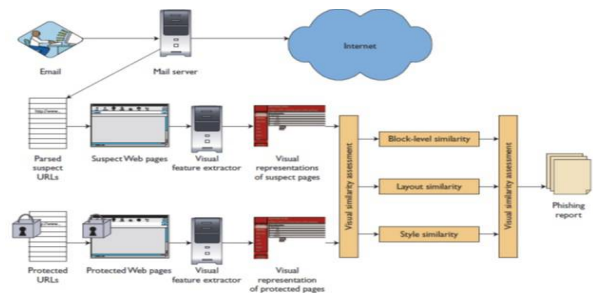 Internet
Email
Mail server
http://www.
Parsed
suspect
URLs
Suspect Web pages
Visual
feature extractor
Visual
representations
of suspect pages
Visual similarity assessment
Block-level similarity
Layout similarity
Style similarity
Visual similarity assessment
Phishing
report
Protected
URLs
Protected Web pages
Visual
feature extractor
Visual
representation
of protected pages